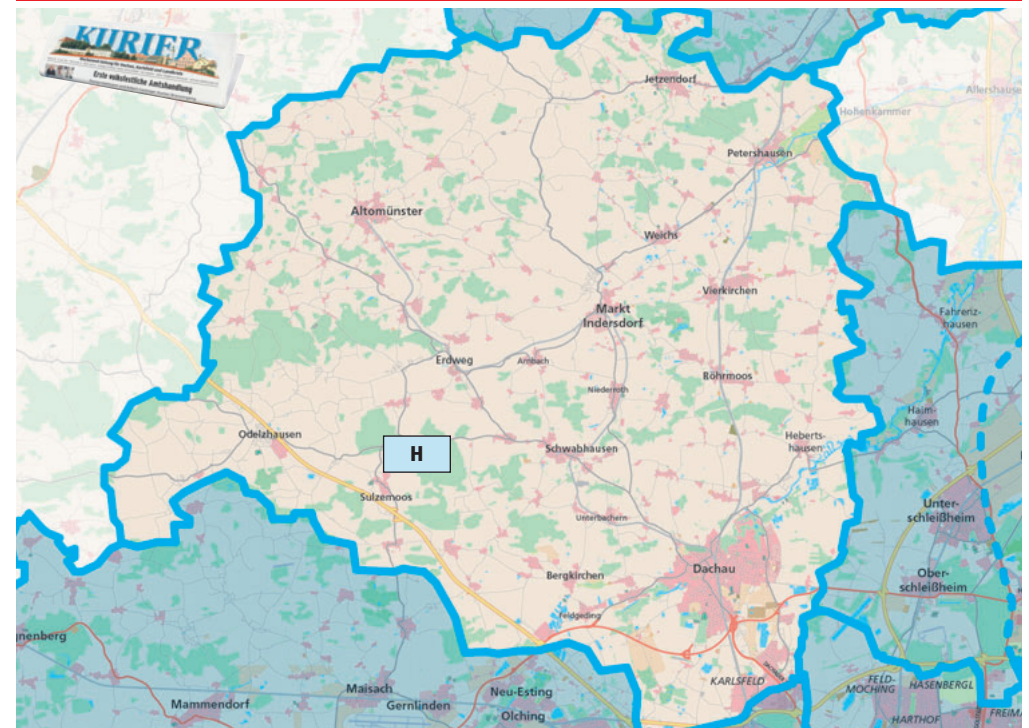 KURIER
Erste volksfestliche Amtshandlung
Jetzendorf
Allershause
Hohenkammer
Petershausen
Altomünster
Weichs
Vierkirchen
Markt
Indersdorf
Fahrenz-
hausen
Erdweg
Arnbach
Röhrmoos
Niederroth
Haim-
hausen
Odelzhausen
H
Schwabhausen
Heberts-
hausen
Sulzemoos
Unter-
schleißheim
Unterbachern
Dachau
Ober-
schleißheim
Bergkirchen
Feldgeding
gnenberg
KARLSFELD
FELD-
MOCHING
HASENBERGL
Maisach
Neu-Esting
Mammendorf
Gernlinden
Olching
HARTHOF
FREIMA